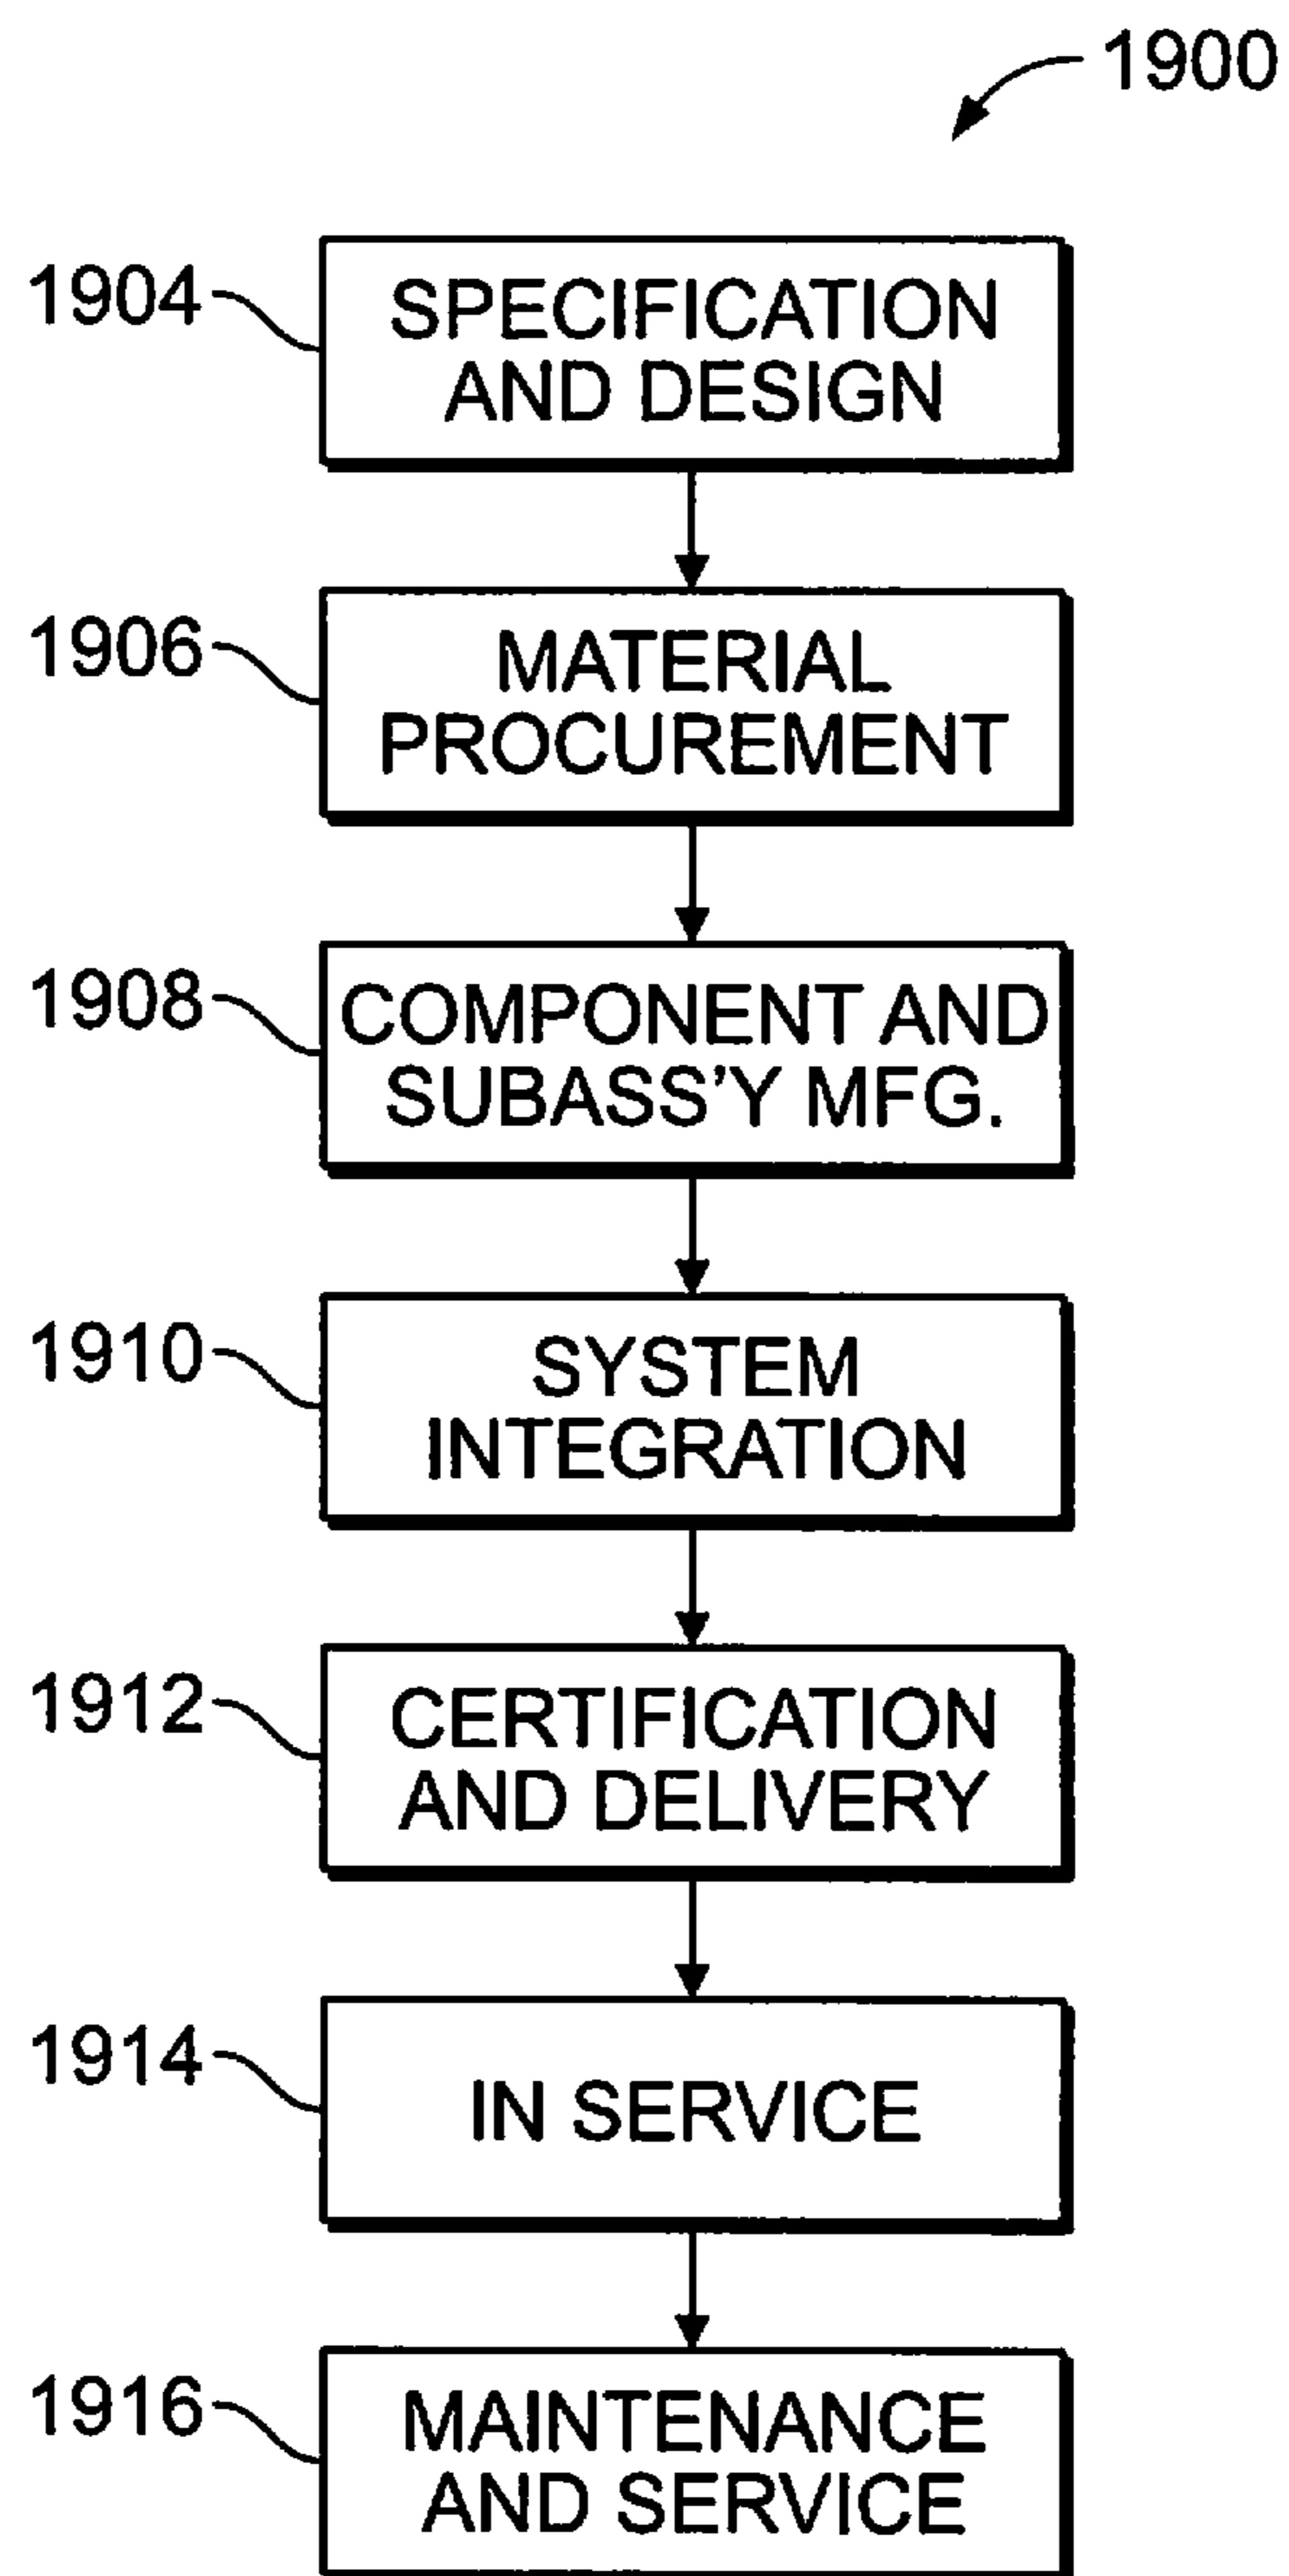 1900
1904
SPECIFICATION
AND DESIGN
1906
MATERIAL
PROCUREMENT
1908
COMPONENT AND
SUBASS'Y MFG.
1910
SYSTEM
INTEGRATION
1912
CERTIFICATION
AND DELIVERY
1914
IN SERVICE
1916
MAINTENANCE
AND SERVICE